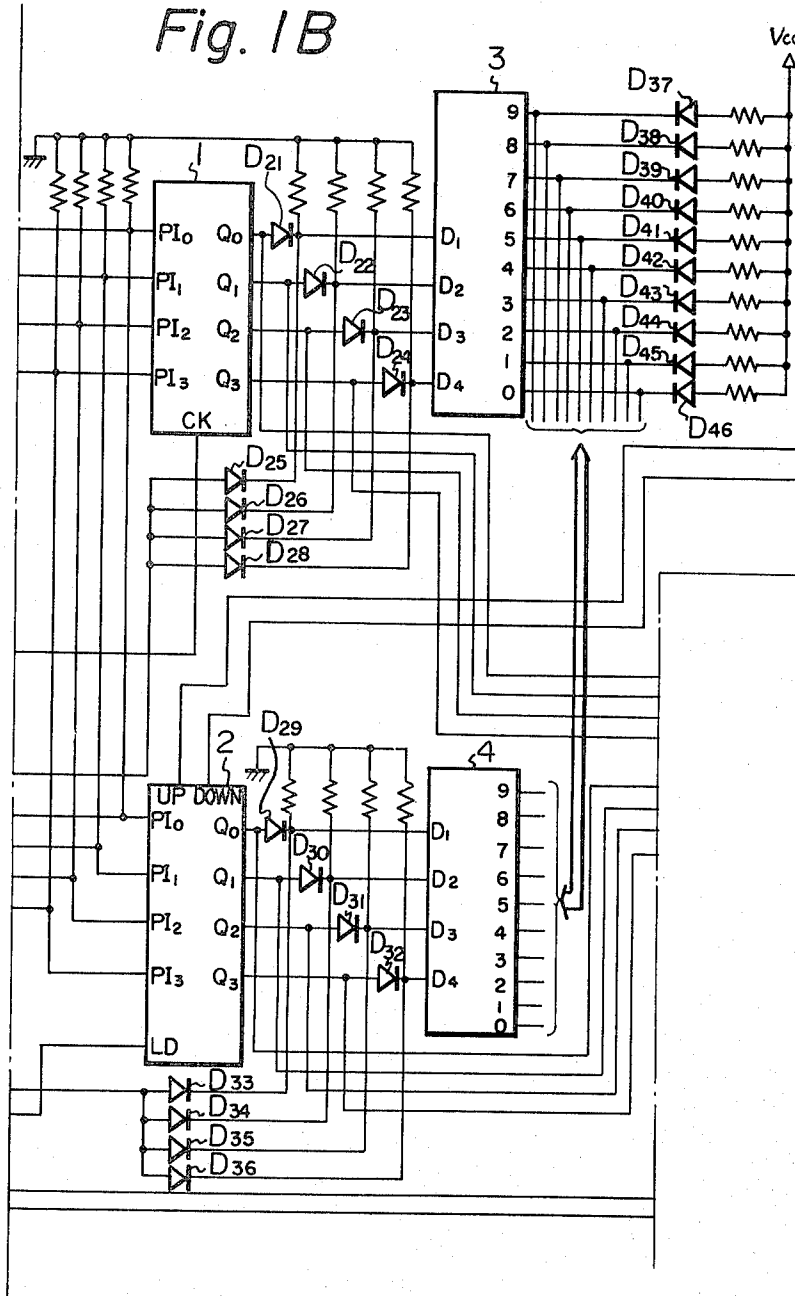 Fig. 1B
Vcc
3
D37
9
D38
8
D39
7
D40
6
D41
5
D42
4
D43
3
D44
2
D45
1
0
D46
1
D21
PI0 Q0
D1
D22
PI1 Q1
D2
D23
PI2 Q2
D3
D24
PI3 Q3
D4
CK
D25
D26
D27
D28
D29
2
4
UP DOWN
9
PI0 Q0
D1
8
D30
7
PI1 Q1
D2
6
D31
5
PI2 Q2
D3
4
D32
3
PI3 Q3
D4
2
1
0
LD
D33
D34
D35
D36